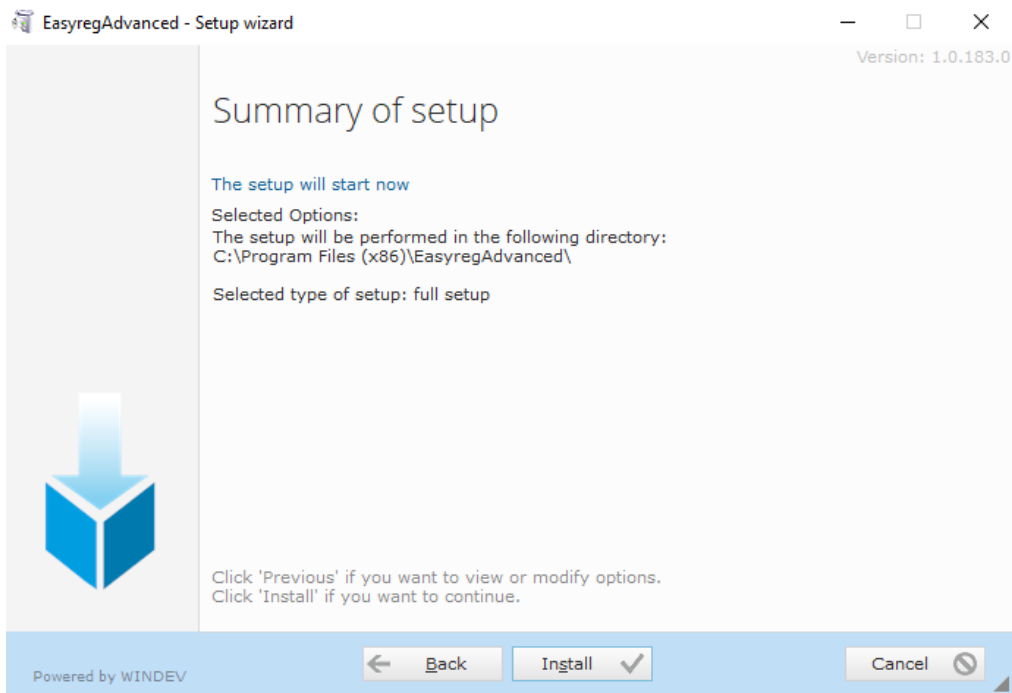 EasyregAdvanced - Setup wizard
Version: 1.0.183.0
Summary of setup
The setup will start now
Selected Options:
The setup will be performed in the following directory:
C:\Program Files (x86)\EasyregAdvanced\
Selected type of setup: full setup
Click 'Previous' if you want to view or modify options.
Click 'Install' if you want to continue.
Powered by WINDEV
Back
Install
Cancel